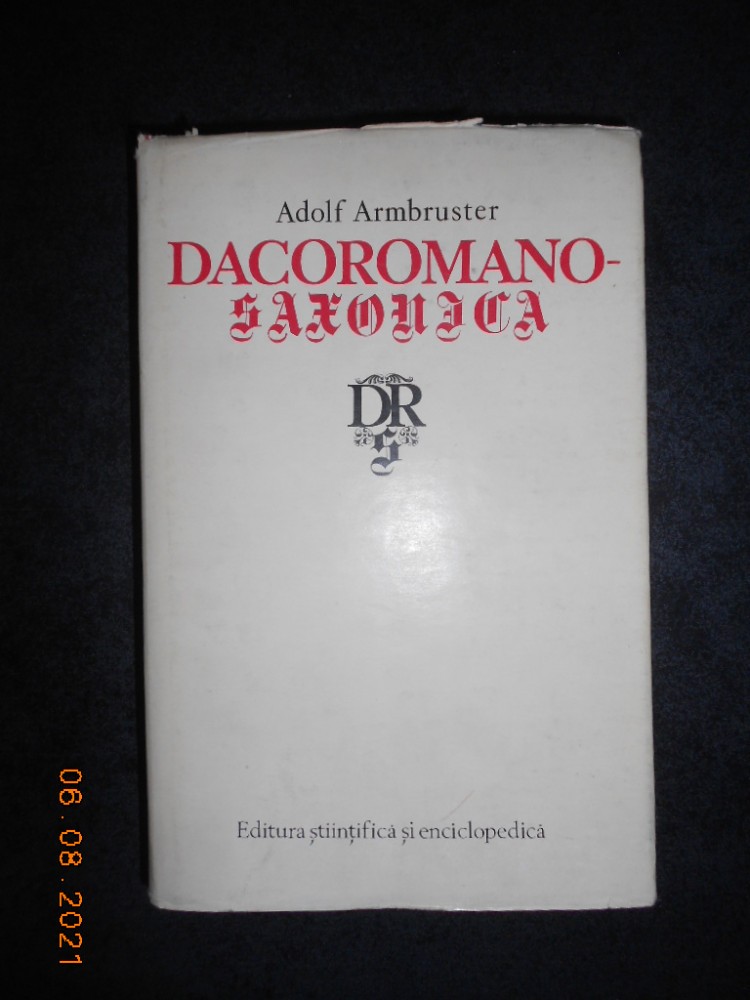 Adolf Armbruster
DACOROMANO-
SAXONICA
DR
S
Editura științifică și enciclopedică
06.08.2021